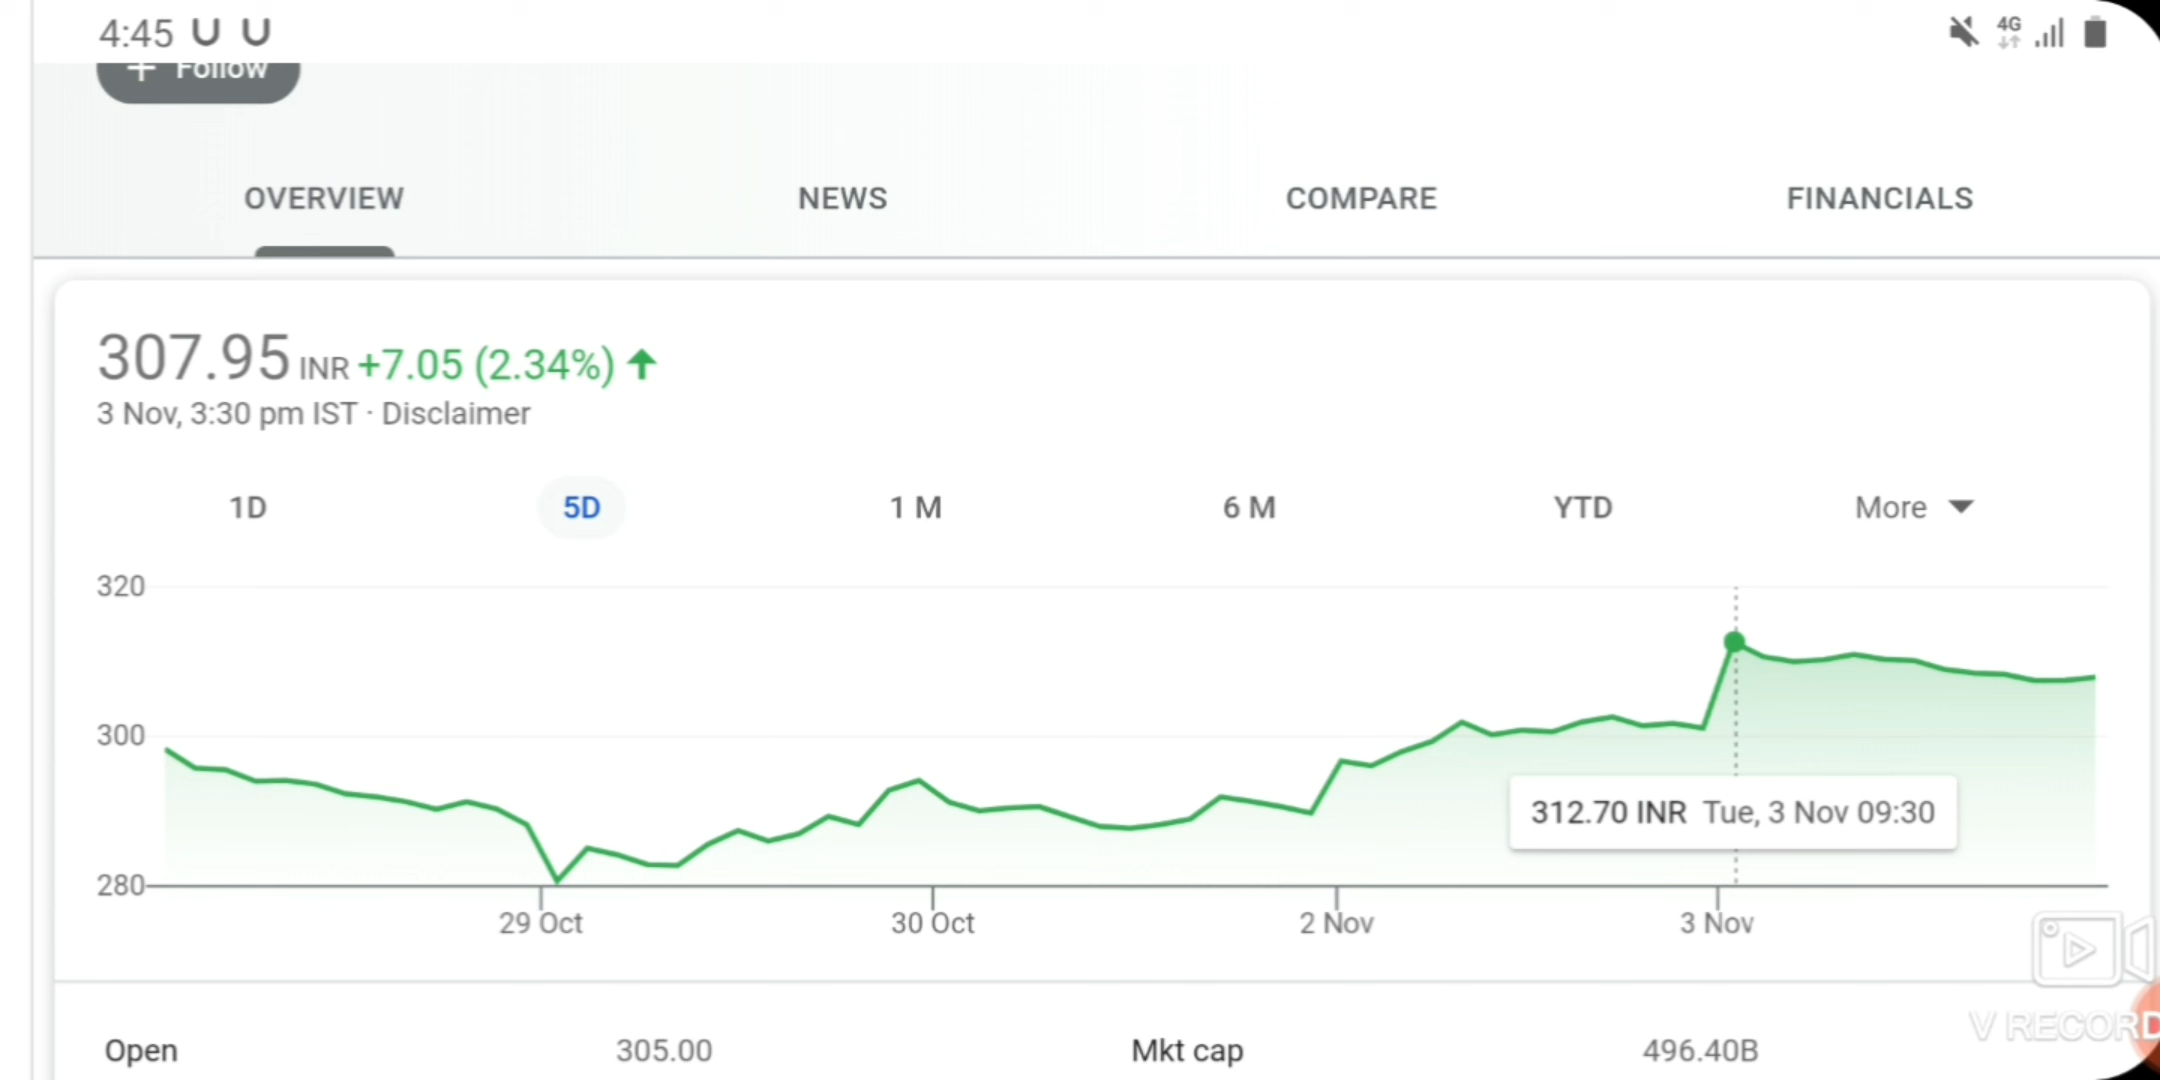 4:45
4G
+ Follow
OVERVIEW NEWS COMPARE FINANCIALS
307.95 INR +7.05 (2.34%)
3 Nov, 3:30 pm IST · Disclaimer
1D 5D 1 M 6 M YTD More
320
300
312.70 INR Tue, 3 Nov 09:30
280
29 Oct 30 Oct 2 Nov 3 Nov
V RECORD
Open 305.00 Mkt cap 496.40B